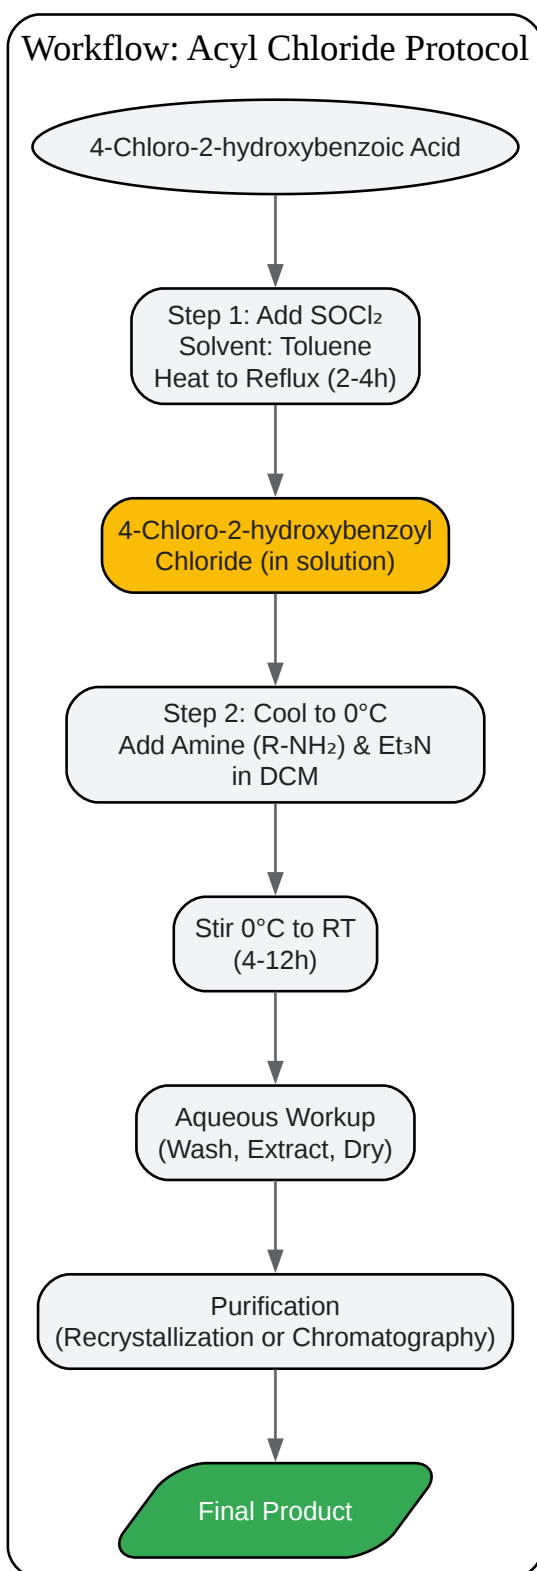 Workflow: Acyl Chloride Protocol
4-Chloro-2-hydroxybenzoic Acid
Step 1: Add SOCl₂
Solvent: Toluene
Heat to Reflux (2-4h)
4-Chloro-2-hydroxybenzoyl
Chloride (in solution)
Step 2: Cool to 0°C
Add Amine (R-NH₂) & Et₃N
in DCM
Stir 0°C to RT
(4-12h)
Aqueous Workup
(Wash, Extract, Dry)
Purification
(Recrystallization or Chromatography)
Final Product